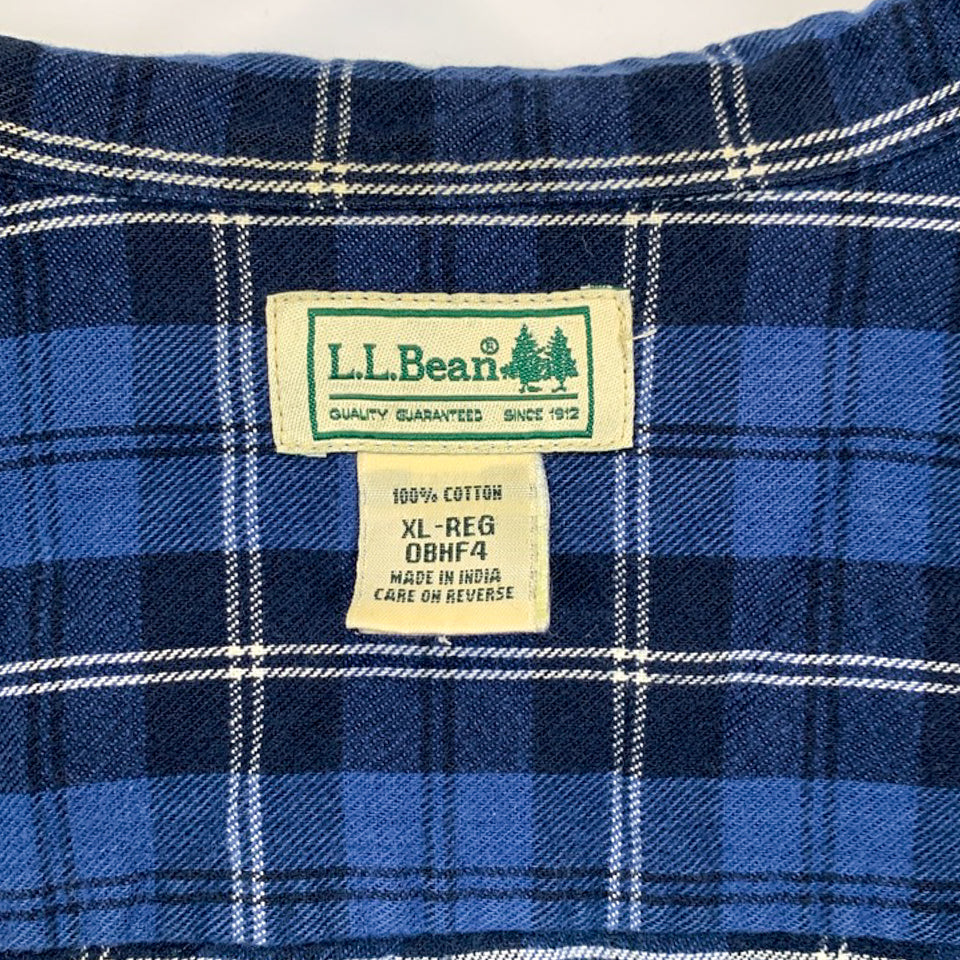 L.L.Bean®
QUALITY GUARANTEED SINCE 1912
100% COTTON
XL-REG
0BHF4
MADE IN INDIA
CARE ON REVERSE